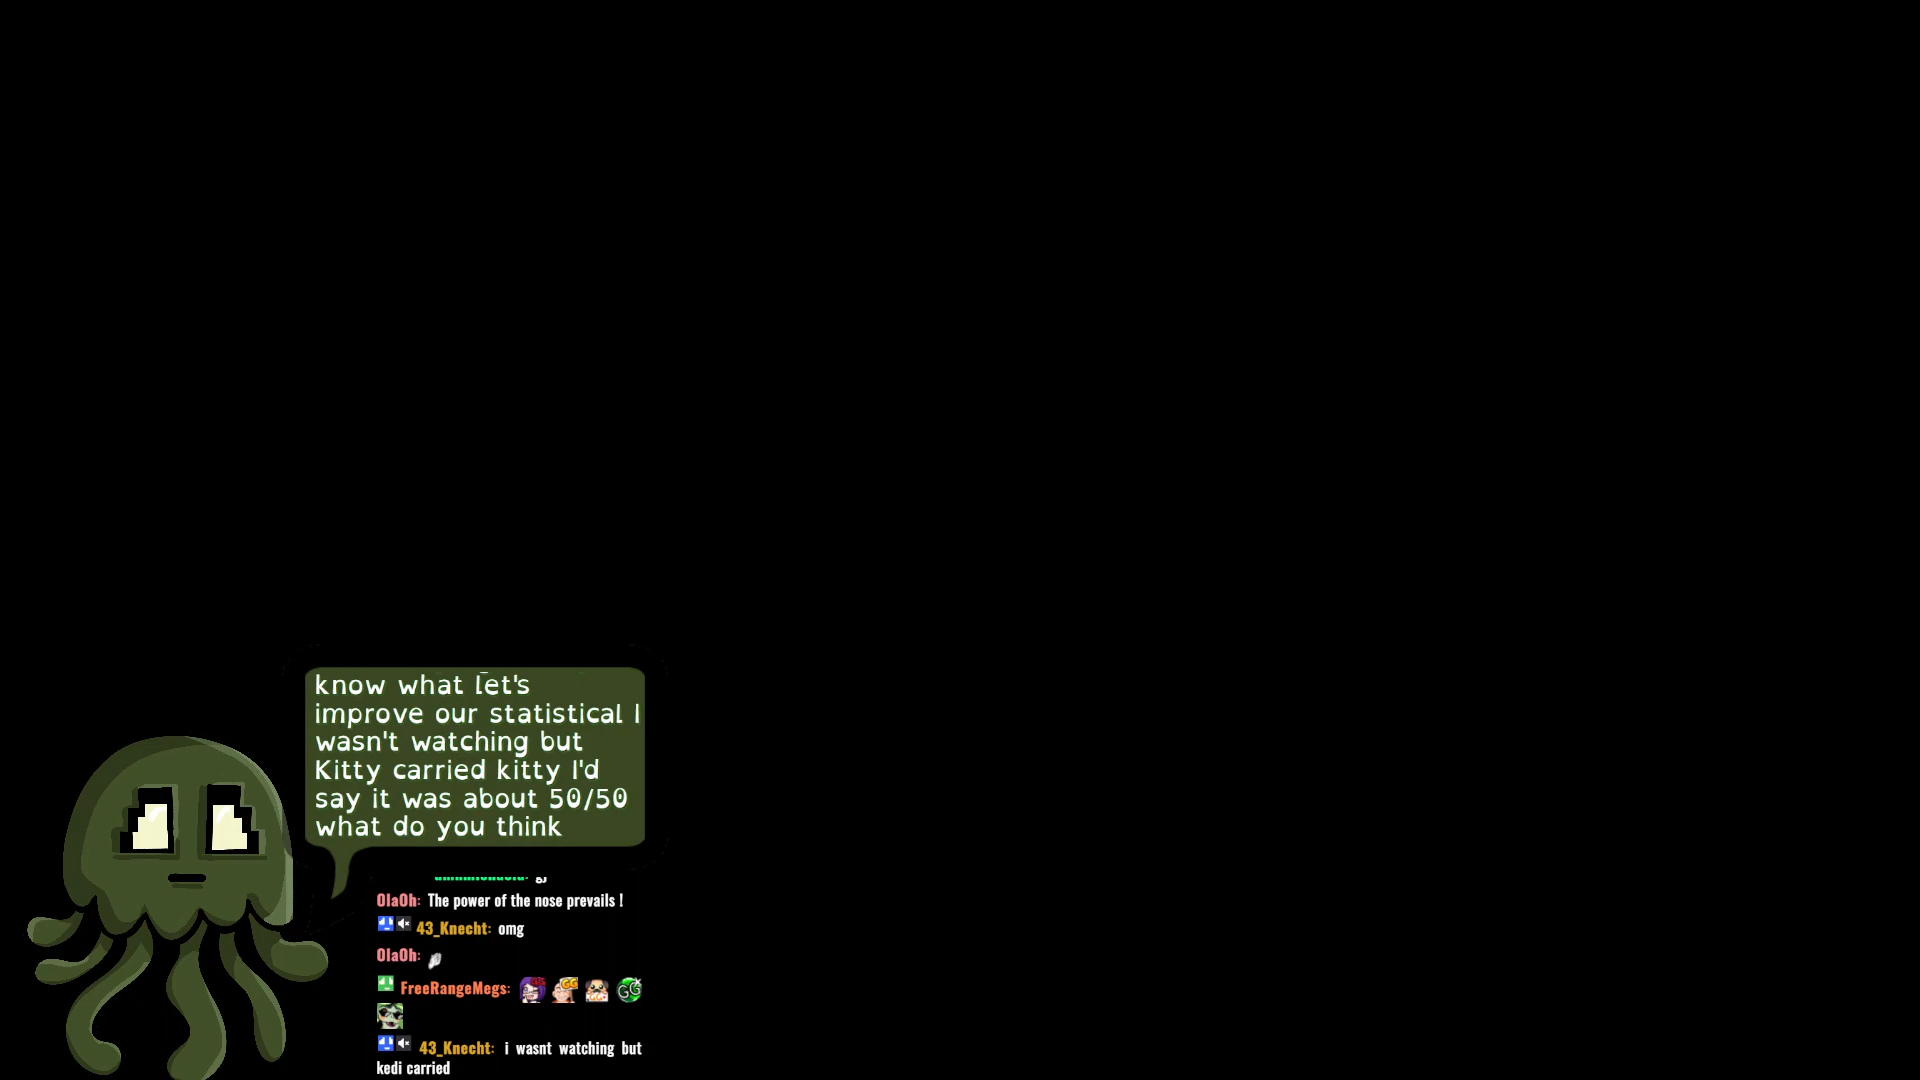 know what let's
improve our statistical I
wasn't watching but
Kitty carried kitty I'd
say it was about 50/50
what do you think
gj
OlaOh: The power of the nose prevails !
43_Knecht: omg
OlaOh:
FreeRangeMegs:
43_Knecht: i wasnt watching but
kedi carried